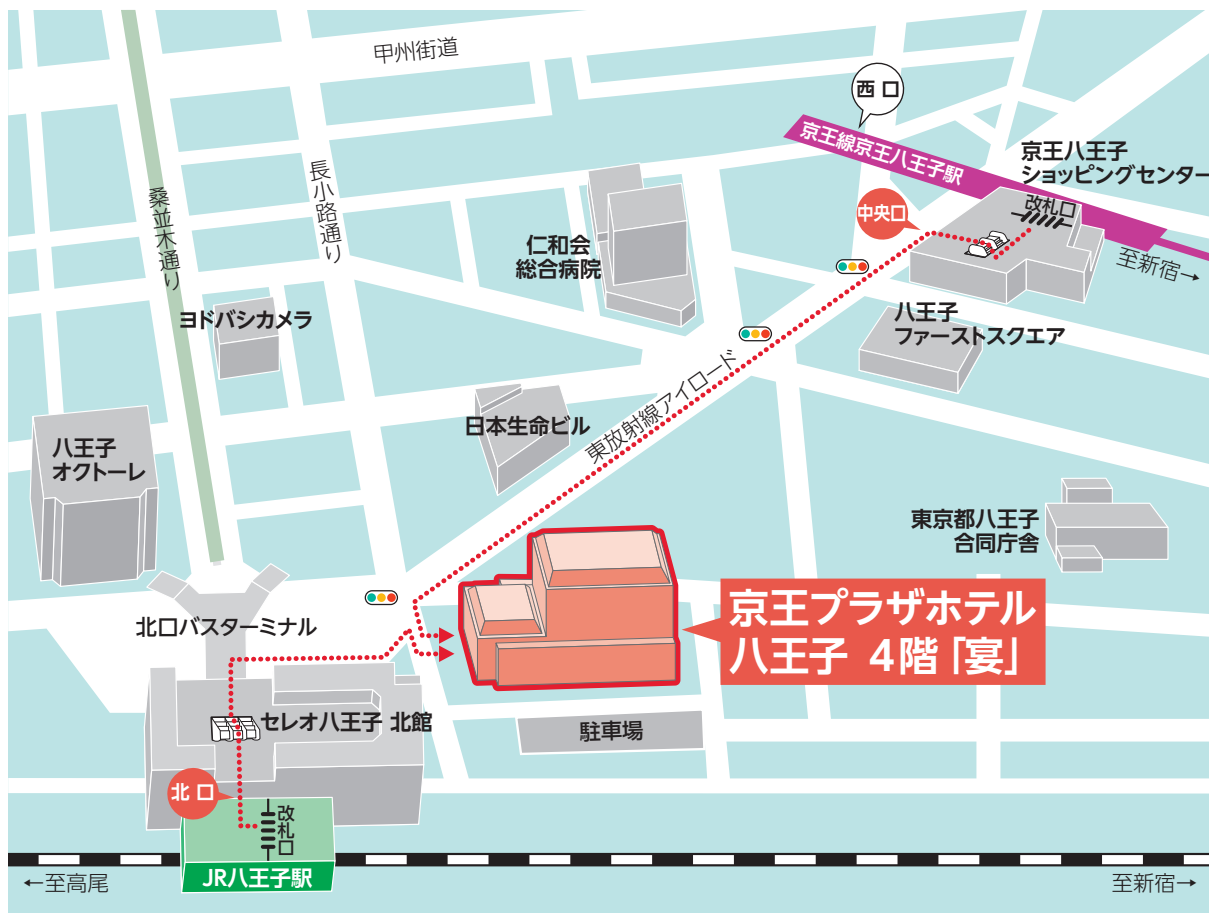 甲州街道
西口
京王線京王八王子駅
京王八王子
ショッピングセンター
改札口
中央口
至新宿→
長小路通り
桑並木通り
仁和会
総合病院
ヨドバシカメラ
八王子
ファーストスクエア
東放射線アイロード
日本生命ビル
八王子
オクトーレ
東京都八王子
合同庁舎
京王プラザホテル
八王子 4階「宴」
北口バスターミナル
セレオ八王子 北館
駐車場
北口
改札口
JR八王子駅
←至高尾
至新宿→